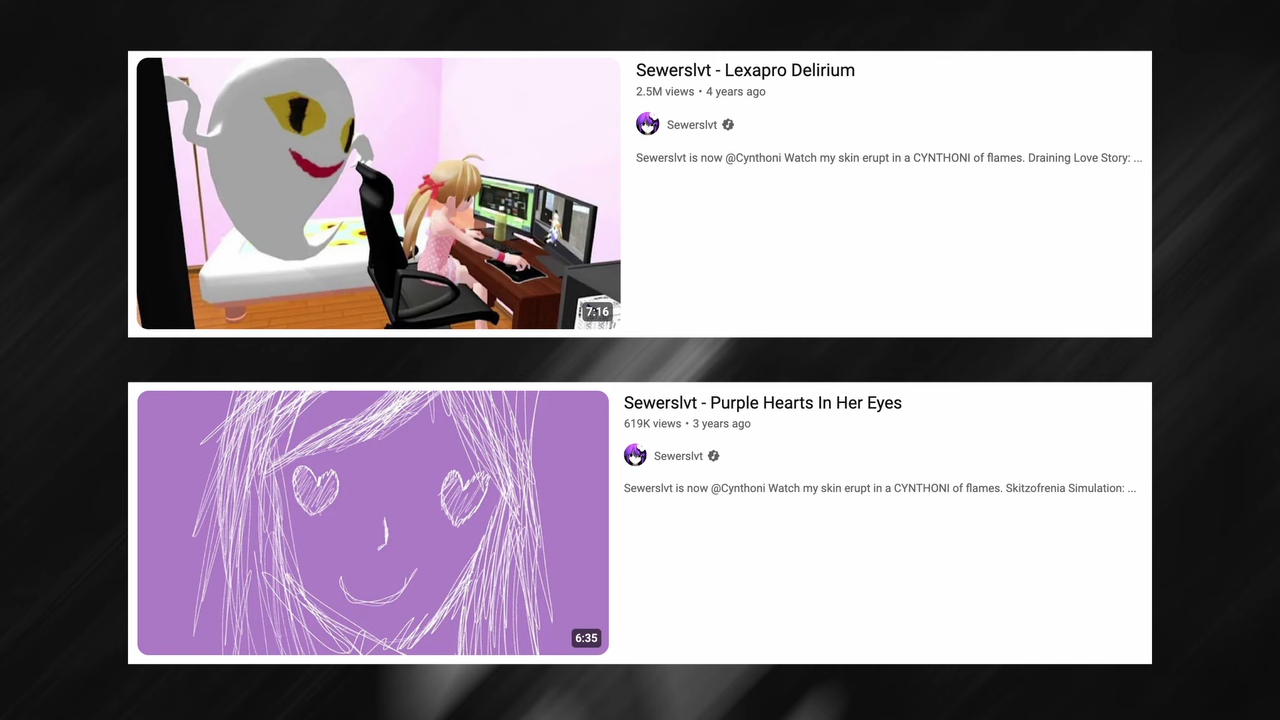 Sewerslvt - Lexapro Delirium
2.5M views • 4 years ago
Sewerslvt
Sewerslvt is now @Cynthoni Watch my skin erupt in a CYNTHONI of flames. Draining Love Story: ...
7:16
Sewerslvt - Purple Hearts In Her Eyes
619K views • 3 years ago
Sewerslvt
Sewerslvt is now @Cynthoni Watch my skin erupt in a CYNTHONI of flames. Skitzofrenia Simulation: ...
6:35